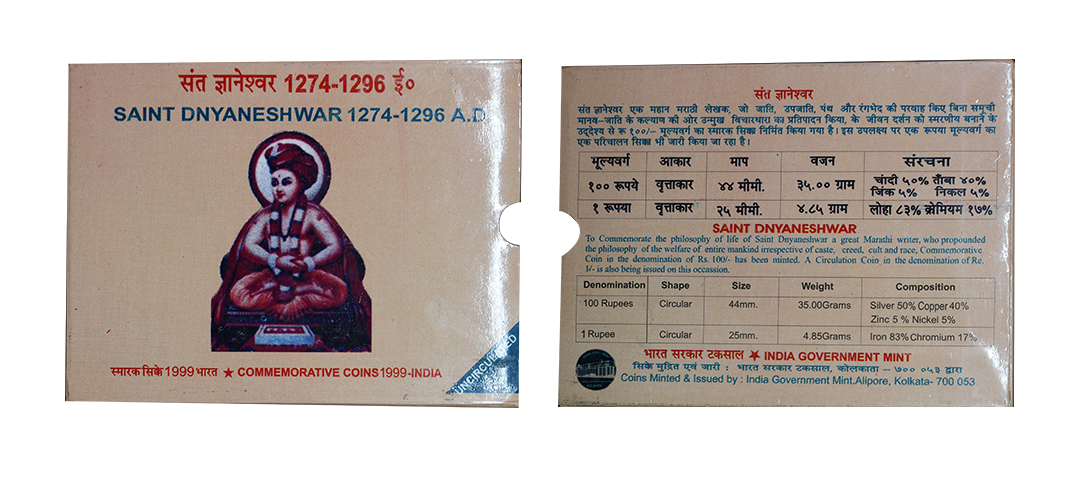 संत ज्ञानेश्वर 1274-1296 ई०
SAINT DNYANESHWAR 1274-1296 A.D
स्मारक सिक्के 1999 भारत ★ COMMEMORATIVE COINS 1999-INDIA
UNCIRCULATED
संत ज्ञानेश्वर
संत ज्ञानेश्वर एक महान मराठी लेखक, जो जाति, उपजाति, पंथ और रंगभेद की परवाह किए बिना समूची
मानव-जाति के कल्याण की ओर उन्मुख विचारधारा का प्रतिपादन किया, के जीवन दर्शन को स्मरणीय बनाने के
उद्देश्य से रू १००/- मूल्यवर्ग का स्मारक सिक्का निर्मित किया गया है। इस उपलक्ष्य पर एक रूपया मूल्यवर्ग का
एक परिचालन सिक्का भी जारी किया जा रहा है।
मूल्यवर्ग आकार माप वजन संरचना
१०० रूपये वृत्ताकार ४४ मीमी. ३५.०० ग्राम चांदी ५०% ताँबा ४०%
जिंक ५% निकल ५%
१ रूपया वृत्ताकार २५ मीमी. ४.८५ ग्राम लोहा ८३% क्रोमियम १७%
SAINT DNYANESHWAR
To Commemorate the philosophy of life of Saint Dnyaneshwar a great Marathi writer, who propounded
the philosophy of the welfare of entire mankind irrespective of caste, creed, cult and race, Commemorative
Coin in the denomination of Rs. 100/- has been minted. A Circulation Coin in the denomination of Re.
1/- is also being issued on this occassion.
Denomination Shape Size Weight Composition
100 Rupees Circular 44mm. 35.00Grams Silver 50% Copper 40%
Zinc 5 % Nickel 5%
1 Rupee Circular 25mm. 4.85Grams Iron 83% Chromium 17%
भारत सरकार टकसाल ★ INDIA GOVERNMENT MINT
सिक्के मुद्रित एवं जारी : भारत सरकार टकसाल, कोलकाता - ७०० ०५३ द्वारा
Coins Minted & Issued by : India Government Mint.Alipore, Kolkata- 700 053